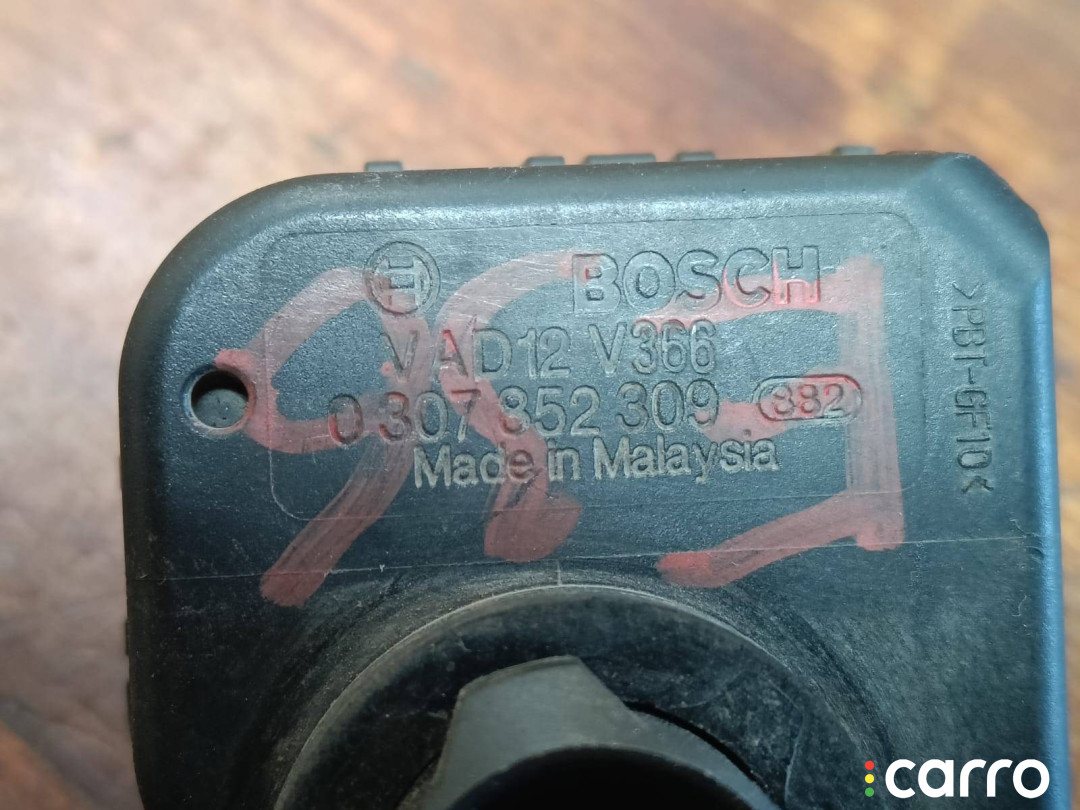 BOSCH
VAD12 V366
0 307 852 309 382
Made in Malaysia
>PBT-GF10<
carro